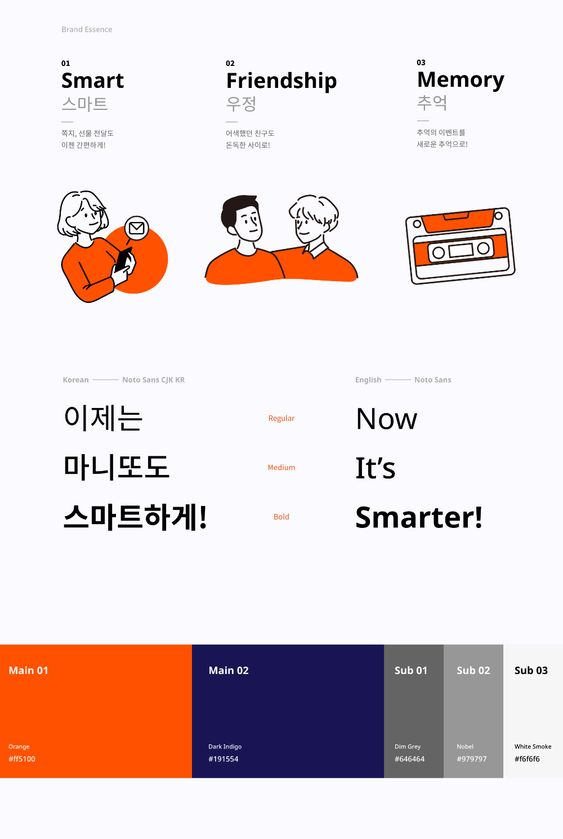 Brand Essence
01
Smart
스마트
쪽지, 선물 전달도
이젠 간편하게!
02
Friendship
우정
어색했던 친구도
돈독한 사이로!
03
Memory
추억
추억의 이벤트를
새로운 추억으로!
Korean Noto Sans CJK KR
English Noto Sans
이제는
Regular
Now
마니또도
Medium
It’s
스마트하게!
Bold
Smarter!
Main 01
Orange
#ff5100
Main 02
Dark Indigo
#191554
Sub 01
Dim Grey
#646464
Sub 02
Nobel
#979797
Sub 03
White Smoke
#f6f6f6